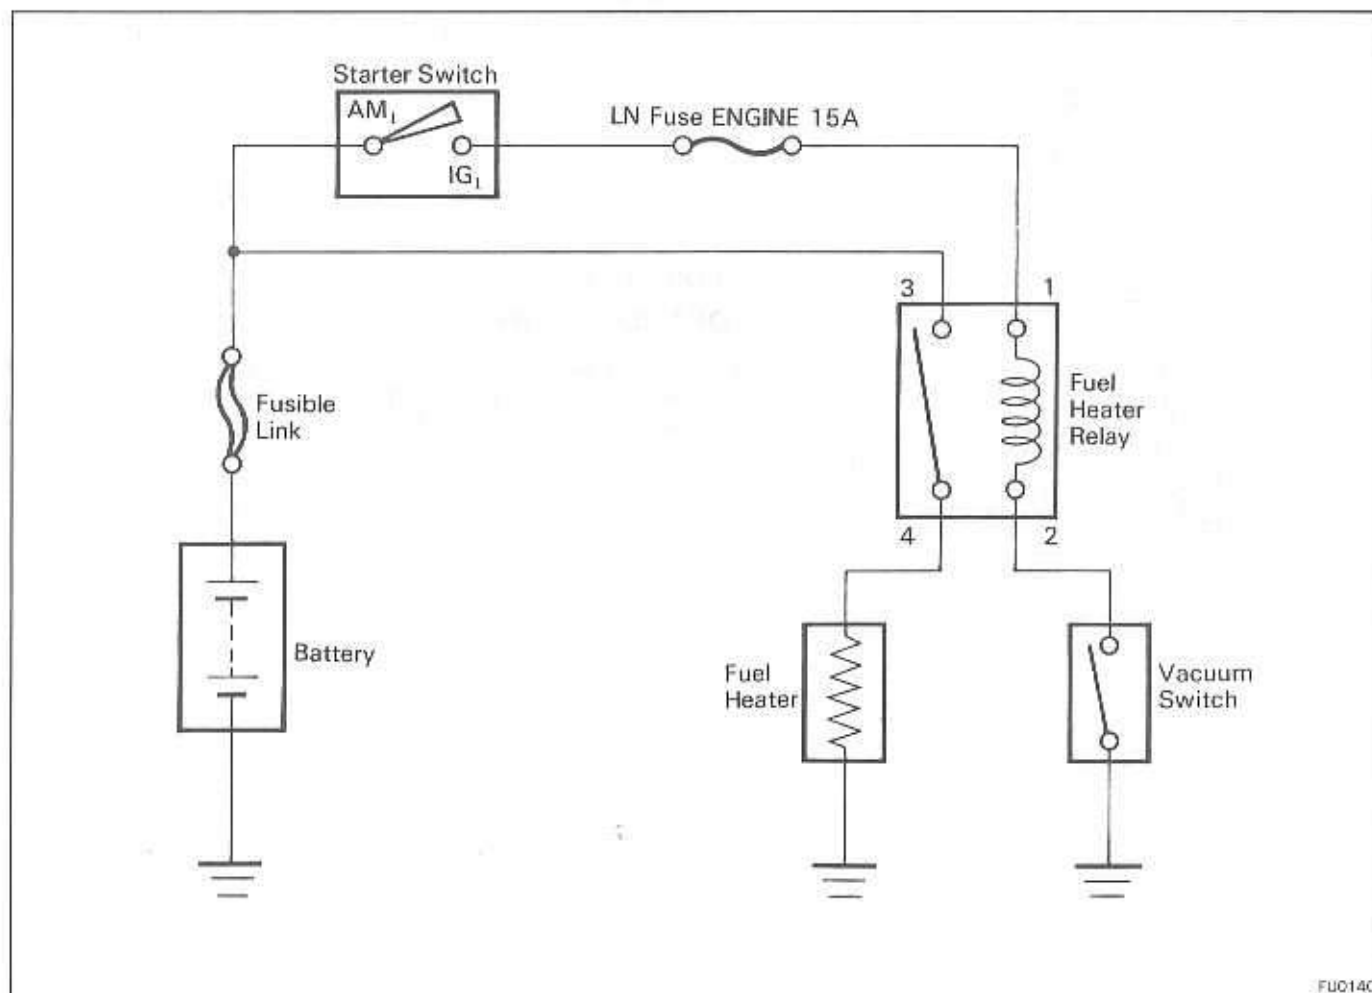 Starter Switch
AM₁
IG₁
LN Fuse ENGINE 15A
3
1
Fuel
Heater
Relay
4
2
Fusible
Link
Battery
Fuel
Heater
Vacuum
Switch
FU0140